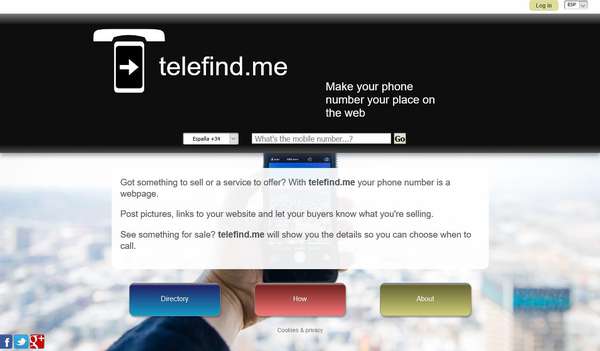 Log in
ESP
telefind.me
Make your phone
number your place on
the web
España +34
What's the mobile number...?
Go
Got something to sell or a service to offer? With telefind.me your phone number is a
webpage.
Post pictures, links to your website and let your buyers know what you're selling.
See something for sale? telefind.me will show you the details so you can choose when to
call.
Directory
How
About
Cookies & privacy